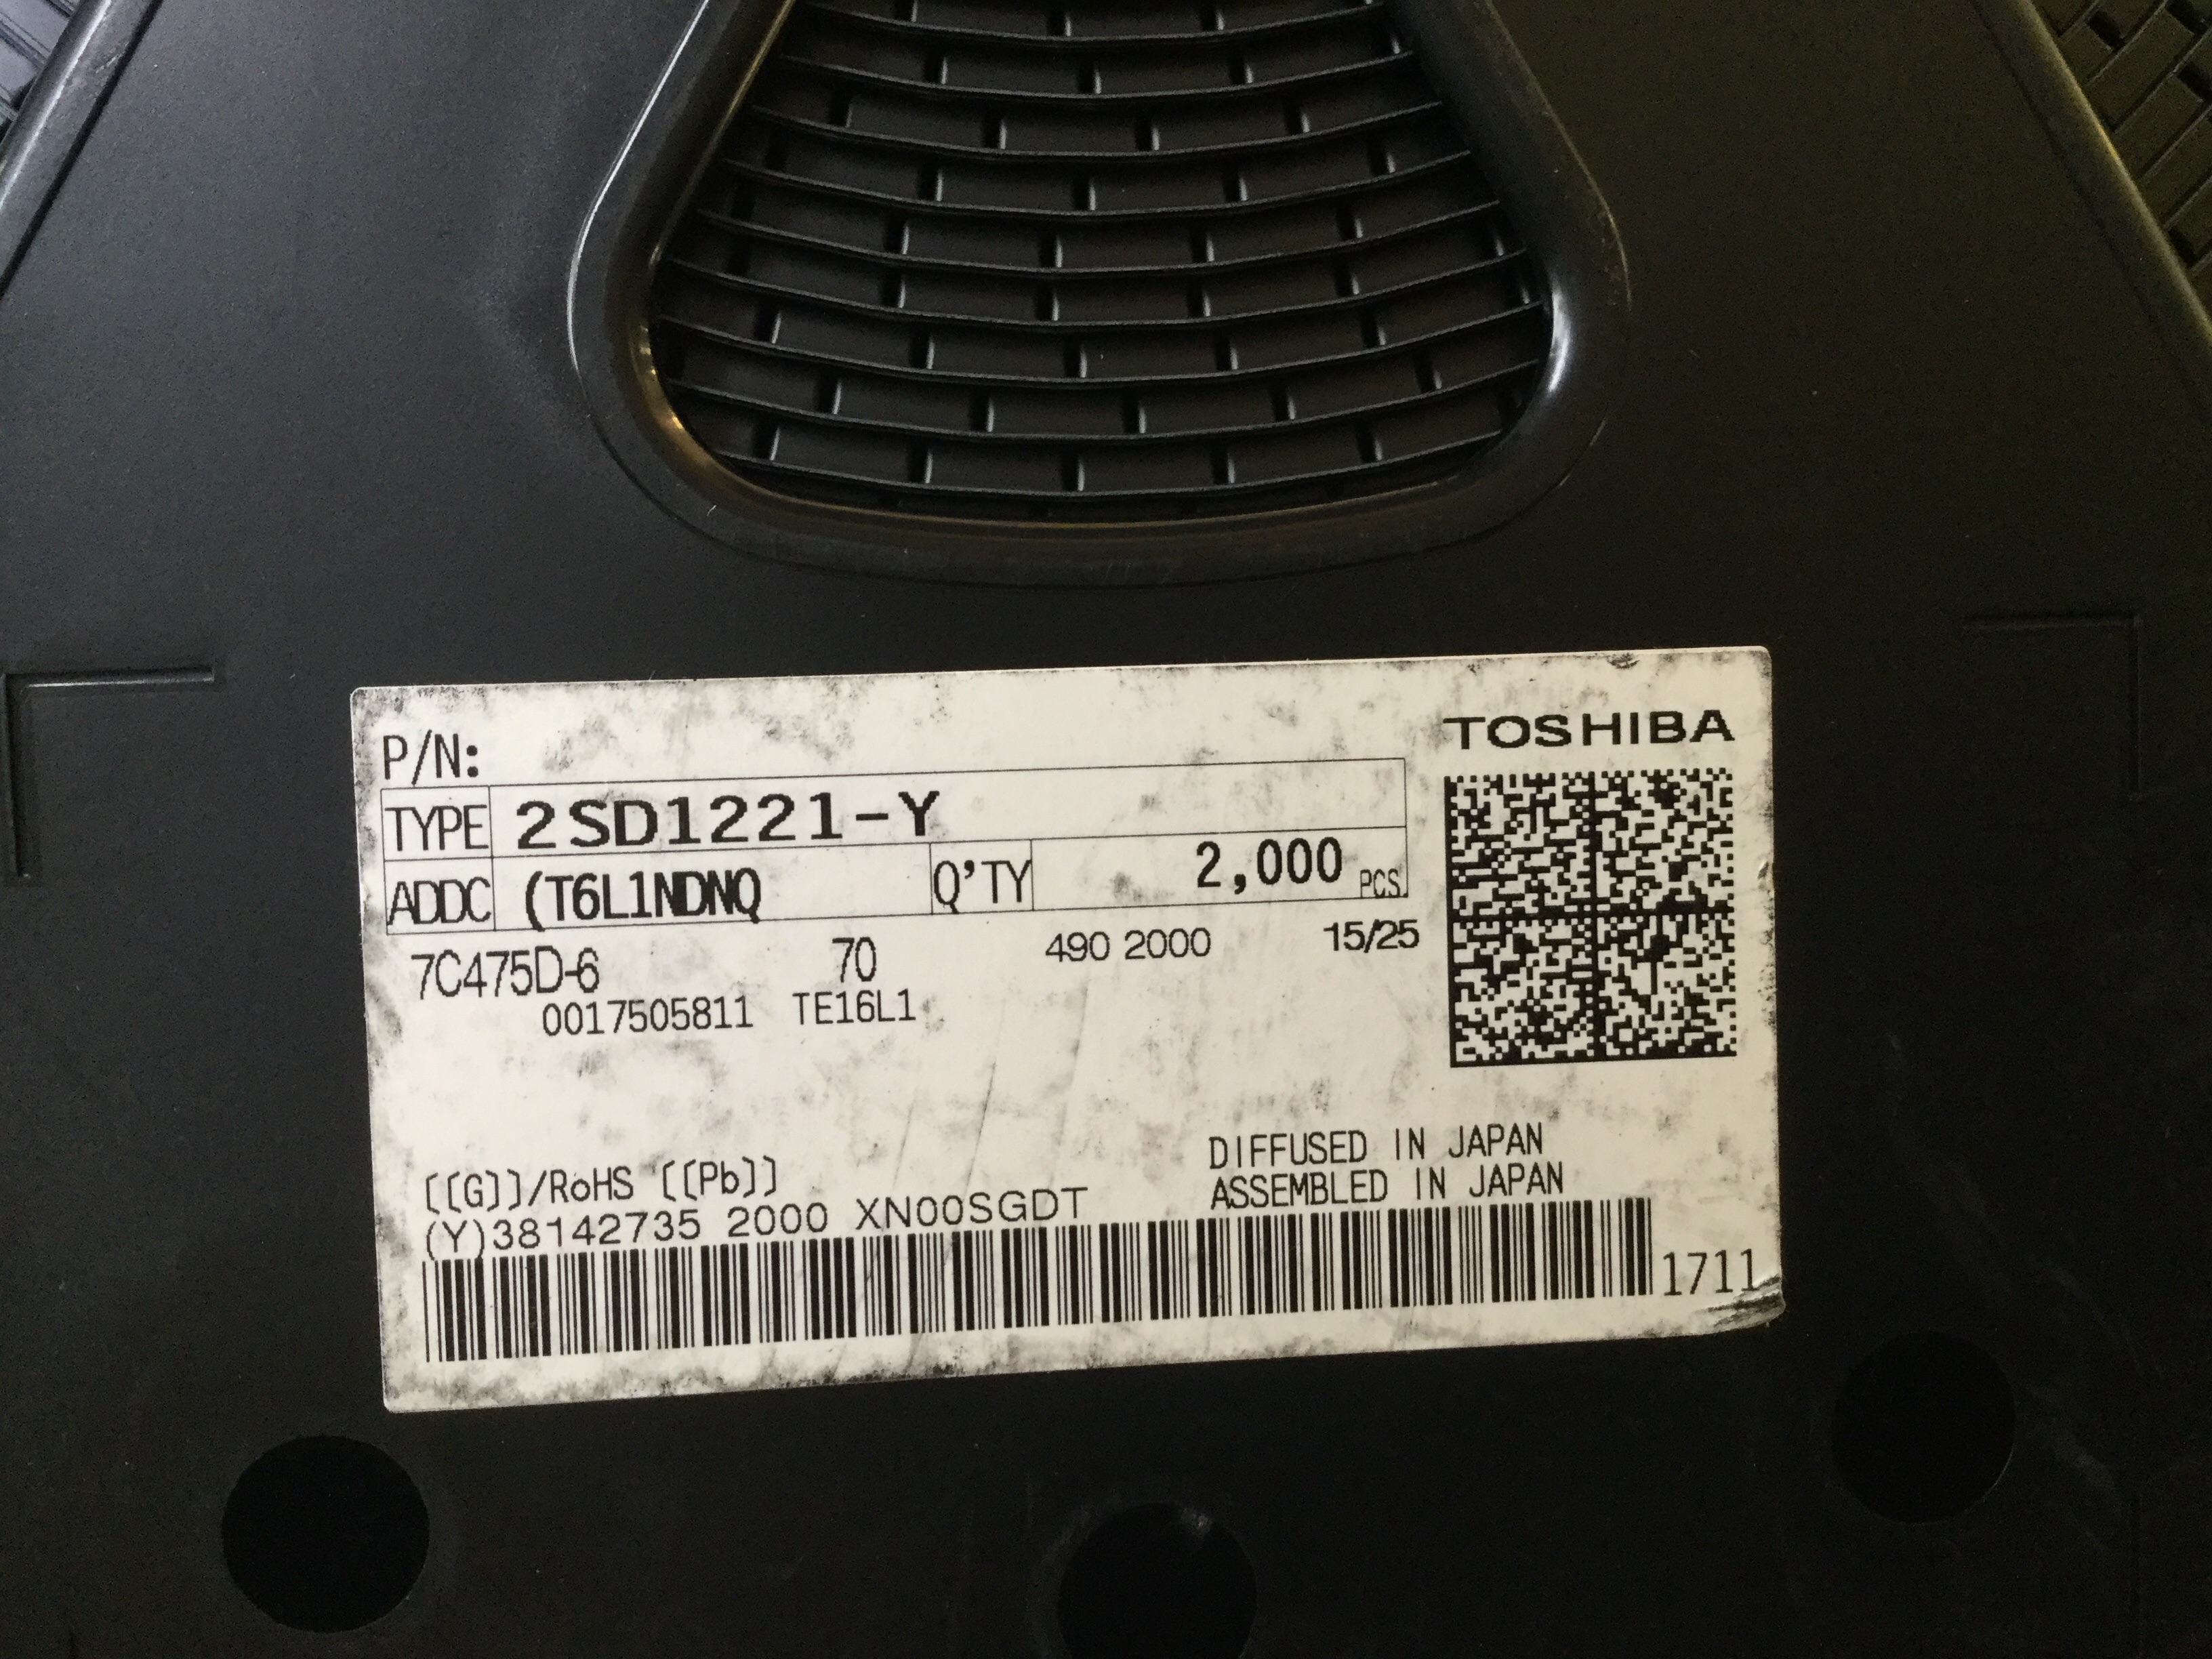 TOSHIBA
P/N:
TYPE 2SD1221-Y
ADDC (T6L1NDNQ Q'TY 2,000 PCS.
7C475D-6 70 490 2000 15/25
0017505811 TE16L1
DIFFUSED IN JAPAN
[[G]]/RoHS [[Pb]] ASSEMBLED IN JAPAN
(Y)38142735 2000 XN00SGDT
1711